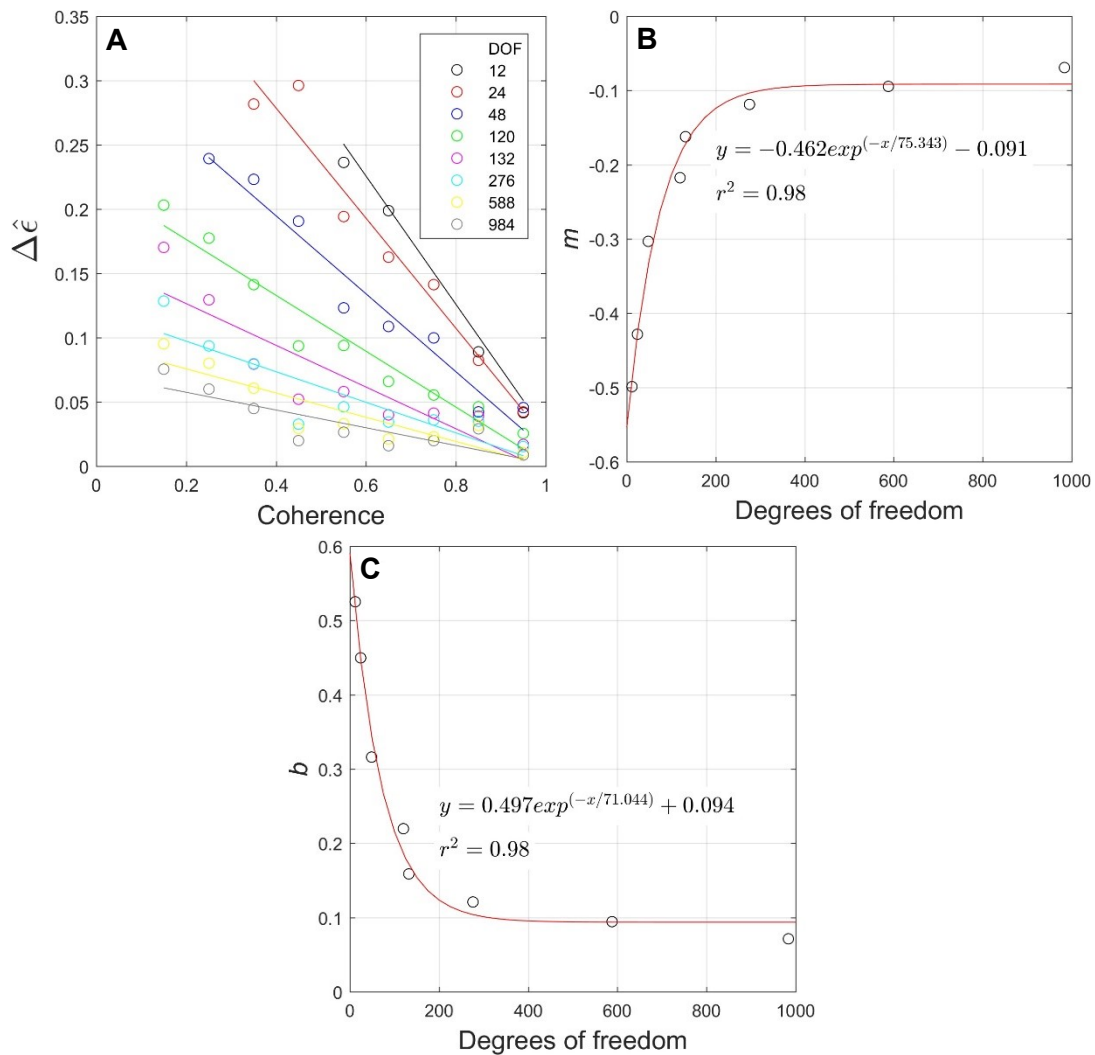 A
0.35
0.3
0.25
0.2
0.15
0.1
0.05
0
Δε̂
0 0.2 0.4 0.6 0.8 1
Coherence
DOF
12
24
48
120
132
276
588
984
B
0
-0.1
-0.2
-0.3
-0.4
-0.5
-0.6
m
y = −0.462exp^(−x/75.343) − 0.091
r² = 0.98
0 200 400 600 800 1000
Degrees of freedom
C
0.6
0.5
0.4
0.3
0.2
0.1
0
b
y = 0.497exp^(−x/71.044) + 0.094
r² = 0.98
0 200 400 600 800 1000
Degrees of freedom